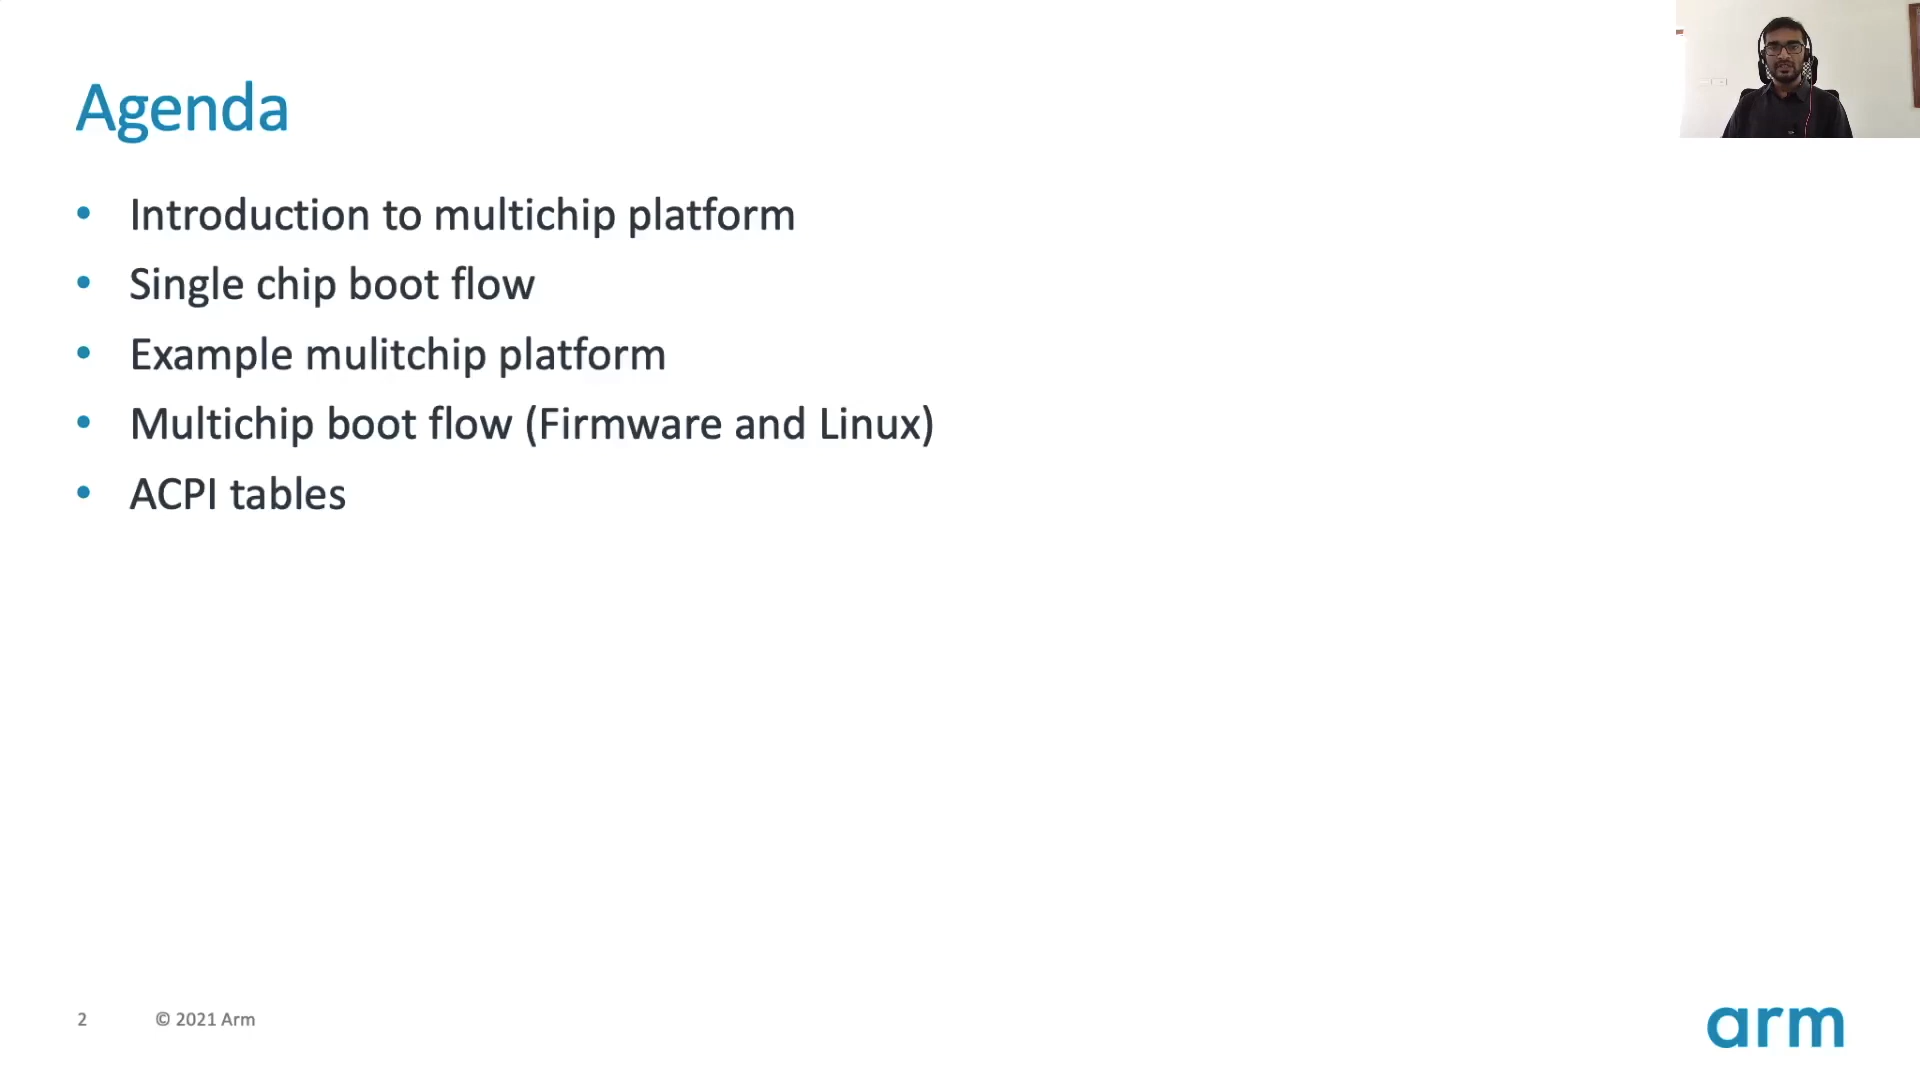 Agenda
• Introduction to multichip platform
• Single chip boot flow
• Example mulitchip platform
• Multichip boot flow (Firmware and Linux)
• ACPI tables
2 © 2021 Arm
arm